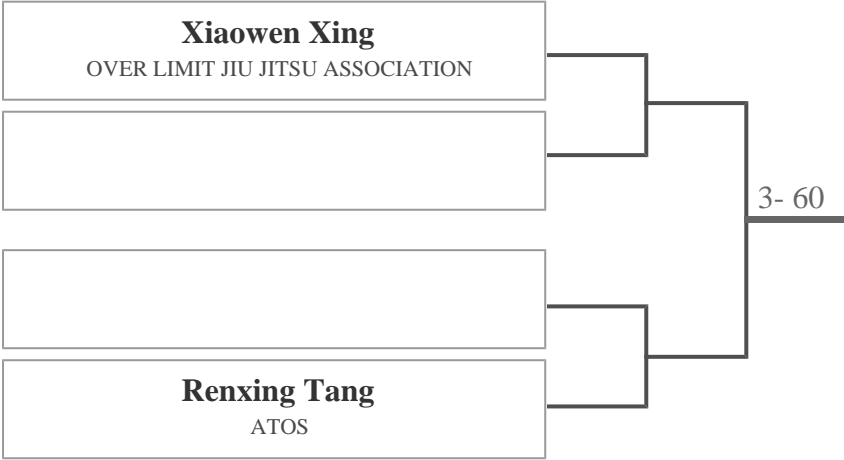 Xiaowen Xing
OVER LIMIT JIU JITSU ASSOCIATION
3- 60
Renxing Tang
ATOS